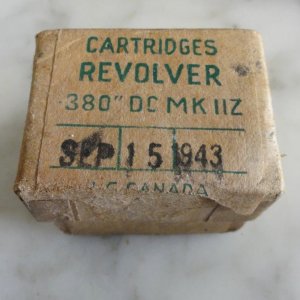 CARTRIDGES
REVOLVER
.380" DC MK IIZ
SEP 15 1943
CANADA